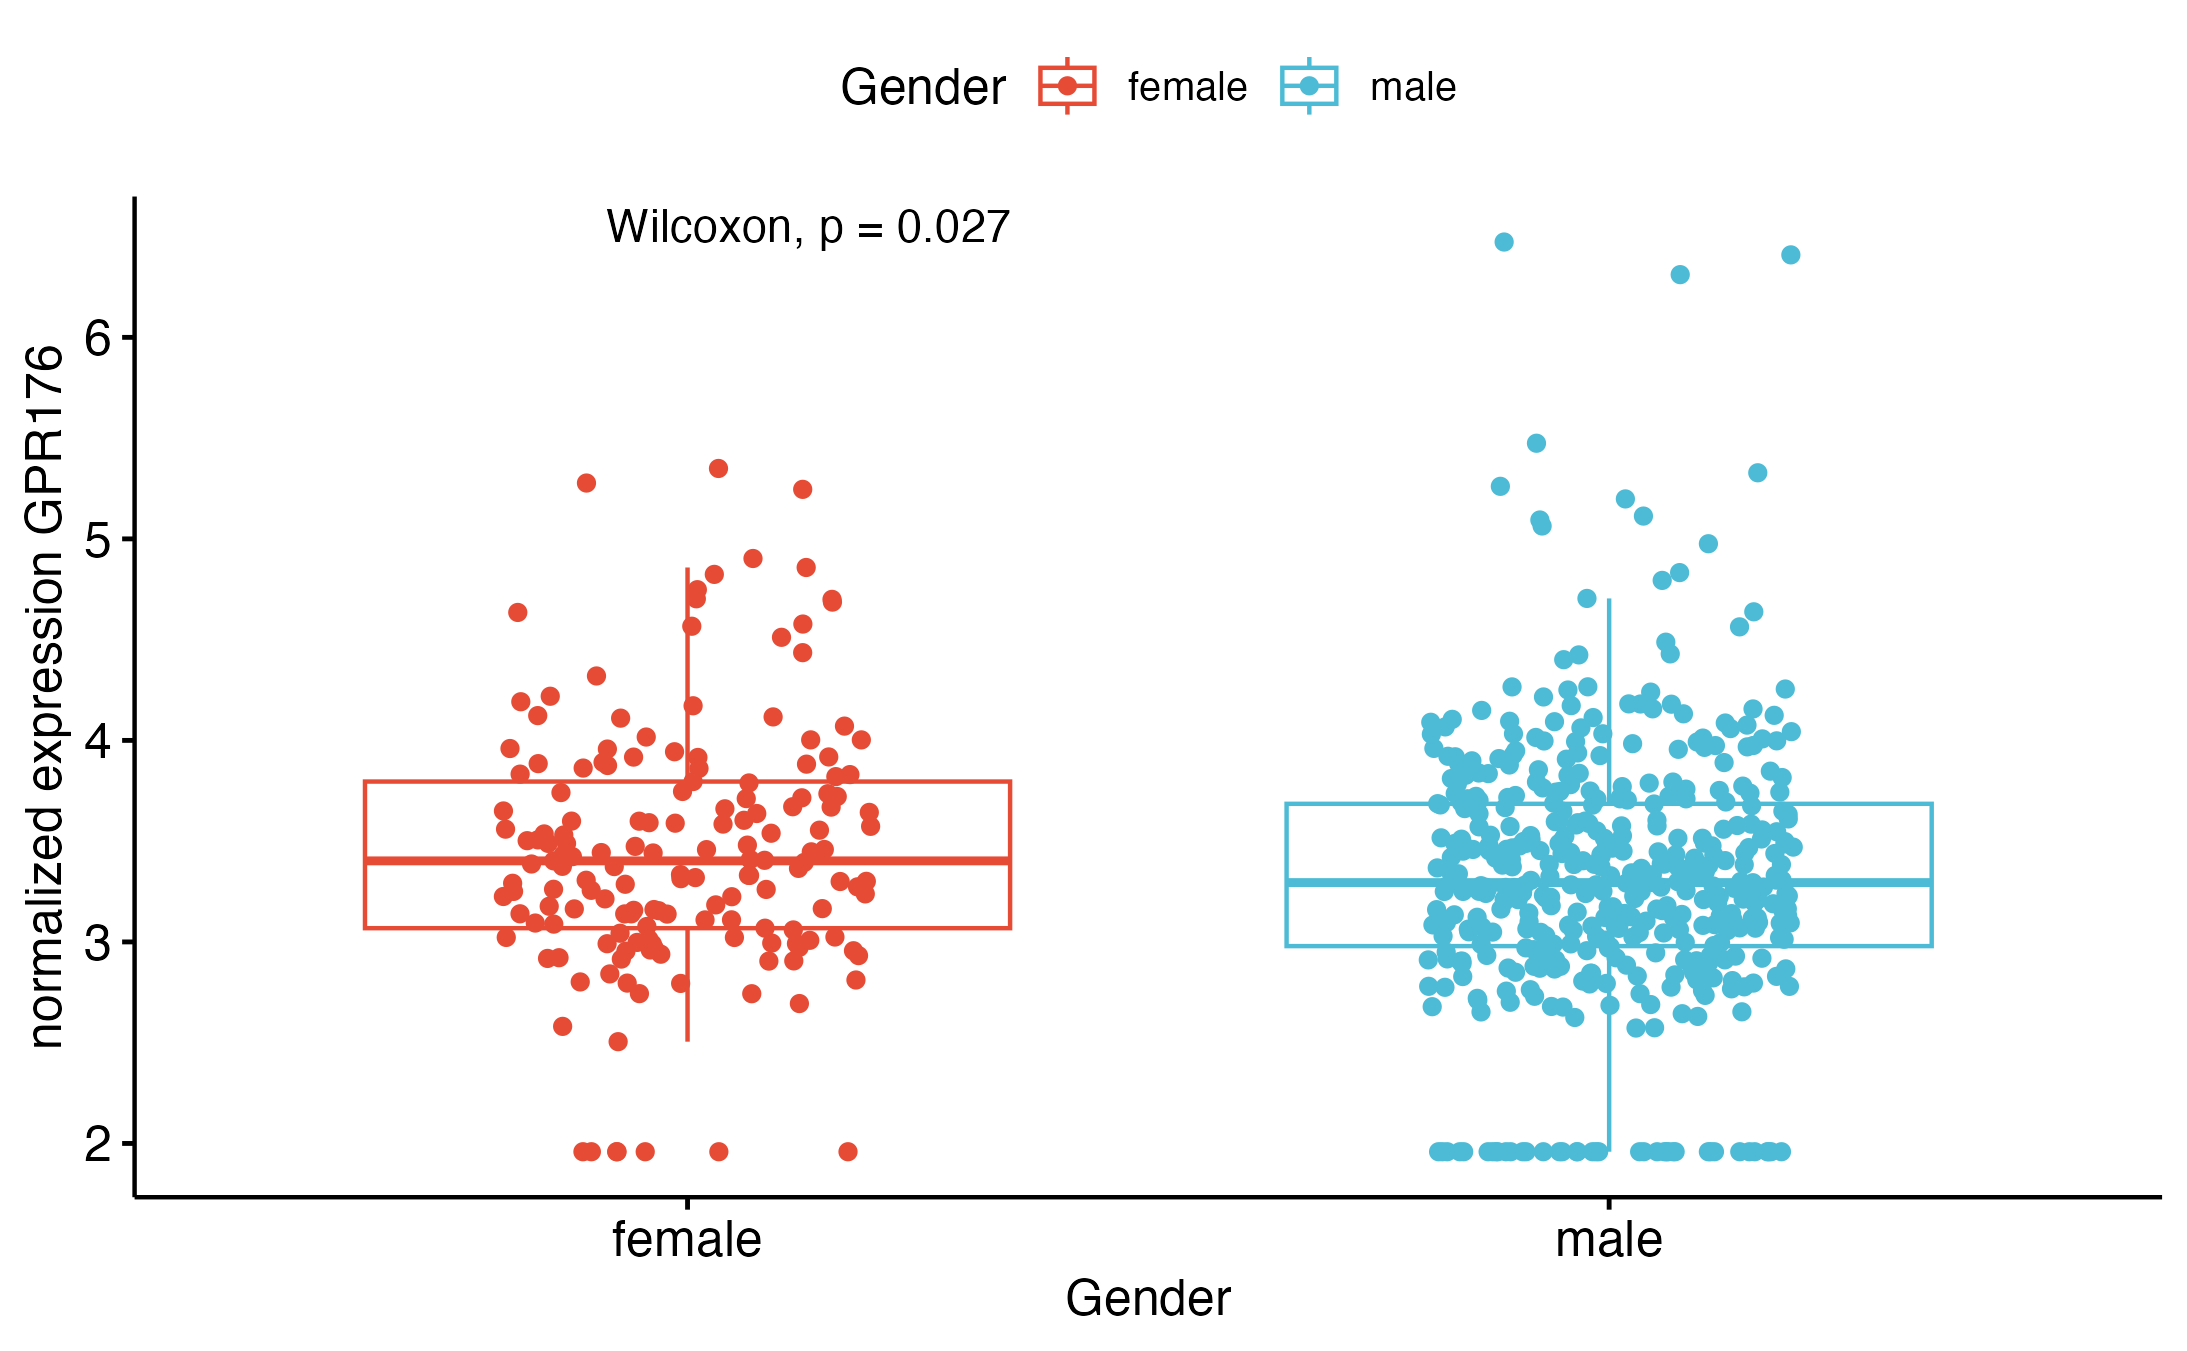 Gender female male
Wilcoxon, p = 0.027
normalized expression GPR176
6
5
4
3
2
female male
Gender